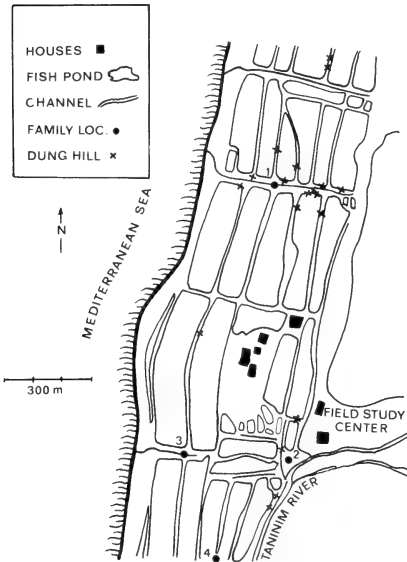 HOUSES
FISH POND
CHANNEL
FAMILY LOC.
DUNG HILL
N
MEDITERRANEAN SEA
300 m
1
FIELD STUDY
CENTER
3
2
TANINIM RIVER
4